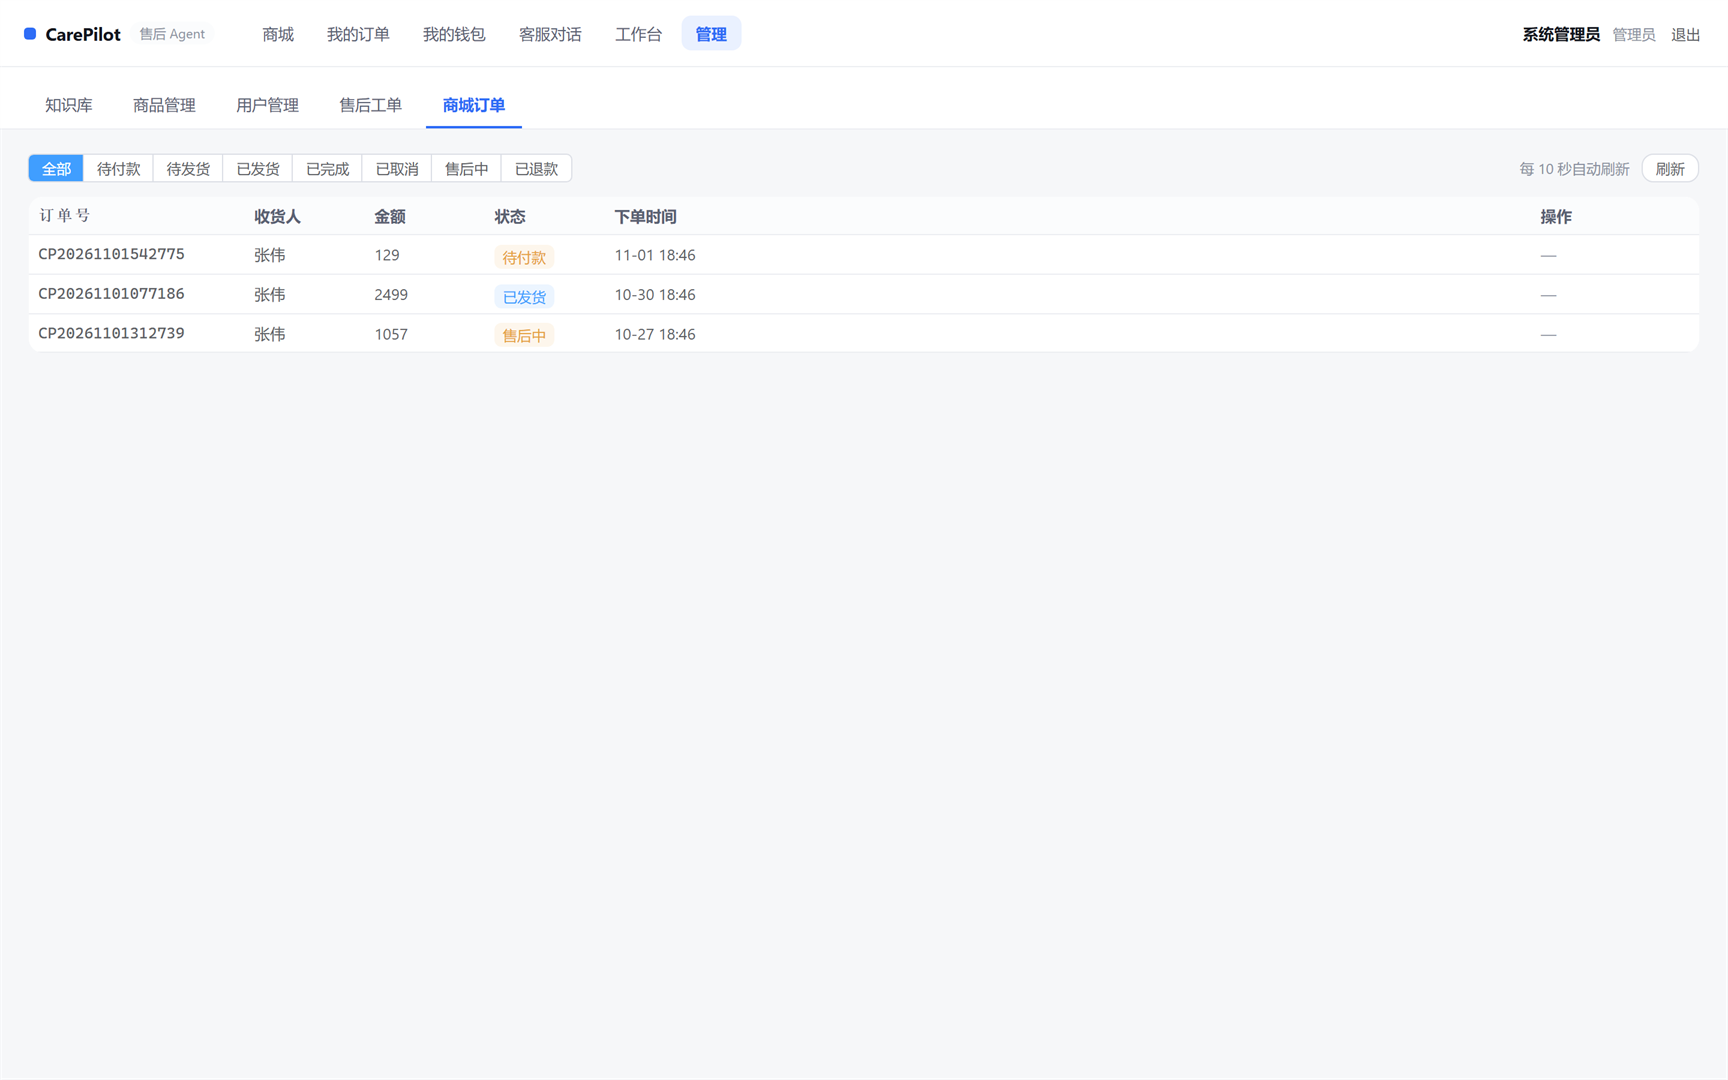 CarePilot 售后 Agent 商城 我的订单 我的钱包 客服对话 工作台 管理 系统管理员 管理员 退出
知识库 商品管理 用户管理 售后工单 商城订单
全部 待付款 待发货 已发货 已完成 已取消 售后中 已退款 每 10 秒自动刷新 刷新
订单号 收货人 金额 状态 下单时间 操作
CP20261101542775 张伟 129 待付款 11-01 18:46 —
CP20261101077186 张伟 2499 已发货 10-30 18:46 —
CP20261101312739 张伟 1057 售后中 10-27 18:46 —